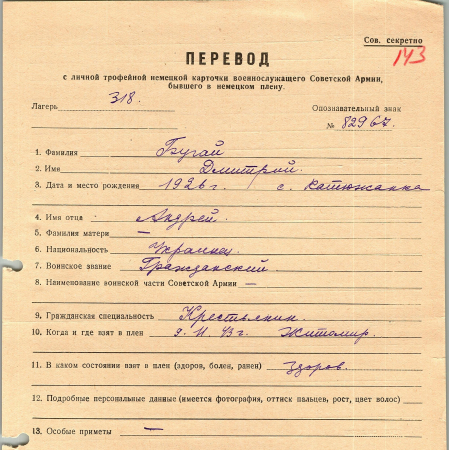 Сов. секретно
143
ПЕРЕВОД
с личной трофейной немецкой карточки военнослужащего Советской Армии,
бывшего в немецком плену.
Лагерь 318. Опознавательный знак
№ 82967.
1. Фамилия Бугай
2. Имя Дмитрий.
3. Дата и место рождения 1926 г. с. Катюжанка
4. Имя отца Андрей.
5. Фамилия матери —
6. Национальность Украинец
7. Воинское звание Гражданский.
8. Наименование воинской части Советской Армии —
9. Гражданская специальность Крестьянин.
10. Когда и где взят в плен 9. 11. 43 г. Житомир.
11. В каком состоянии взят в плен (здоров, болен, ранен) здоров.
12. Подробные персональные данные (имеется фотография, оттиск пальцев, рост, цвет волос)
13. Особые приметы —